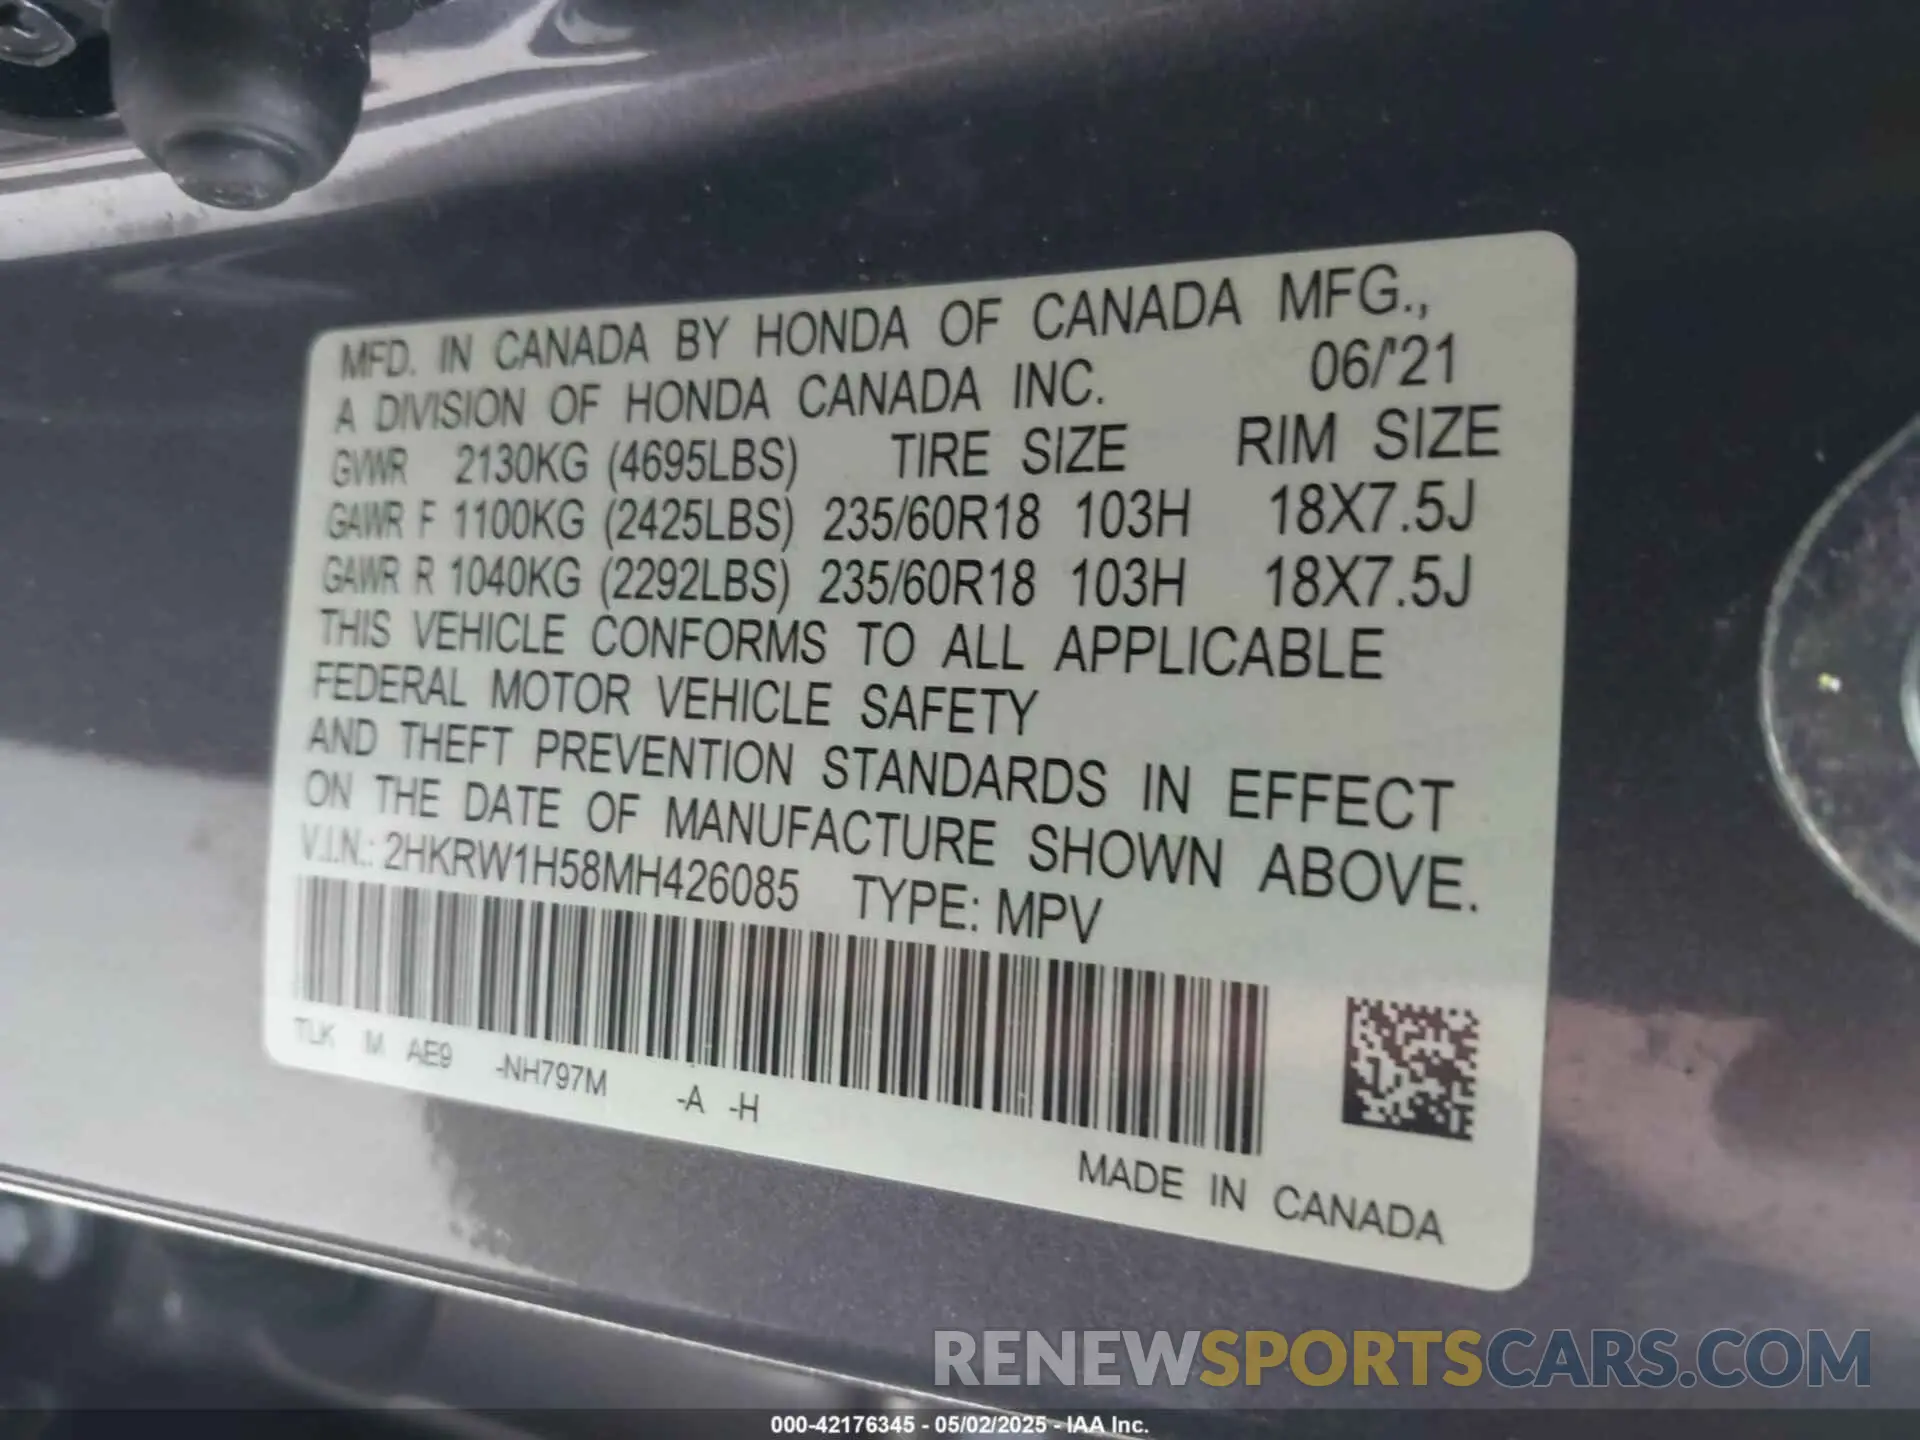 MFD. IN CANADA BY HONDA OF CANADA MFG.,
A DIVISION OF HONDA CANADA INC. 06/'21
GVWR 2130KG (4695LBS) TIRE SIZE RIM SIZE
GAWR F 1100KG (2425LBS) 235/60R18 103H 18X7.5J
GAWR R 1040KG (2292LBS) 235/60R18 103H 18X7.5J
THIS VEHICLE CONFORMS TO ALL APPLICABLE
FEDERAL MOTOR VEHICLE SAFETY
AND THEFT PREVENTION STANDARDS IN EFFECT
ON THE DATE OF MANUFACTURE SHOWN ABOVE.
V.I.N.: 2HKRW1H58MH426085 TYPE: MPV
TLK M AE9 -NH797M -A -H
MADE IN CANADA
RENEWSPORTSCARS.COM
000-42176345 - 05/02/2025 - IAA Inc.